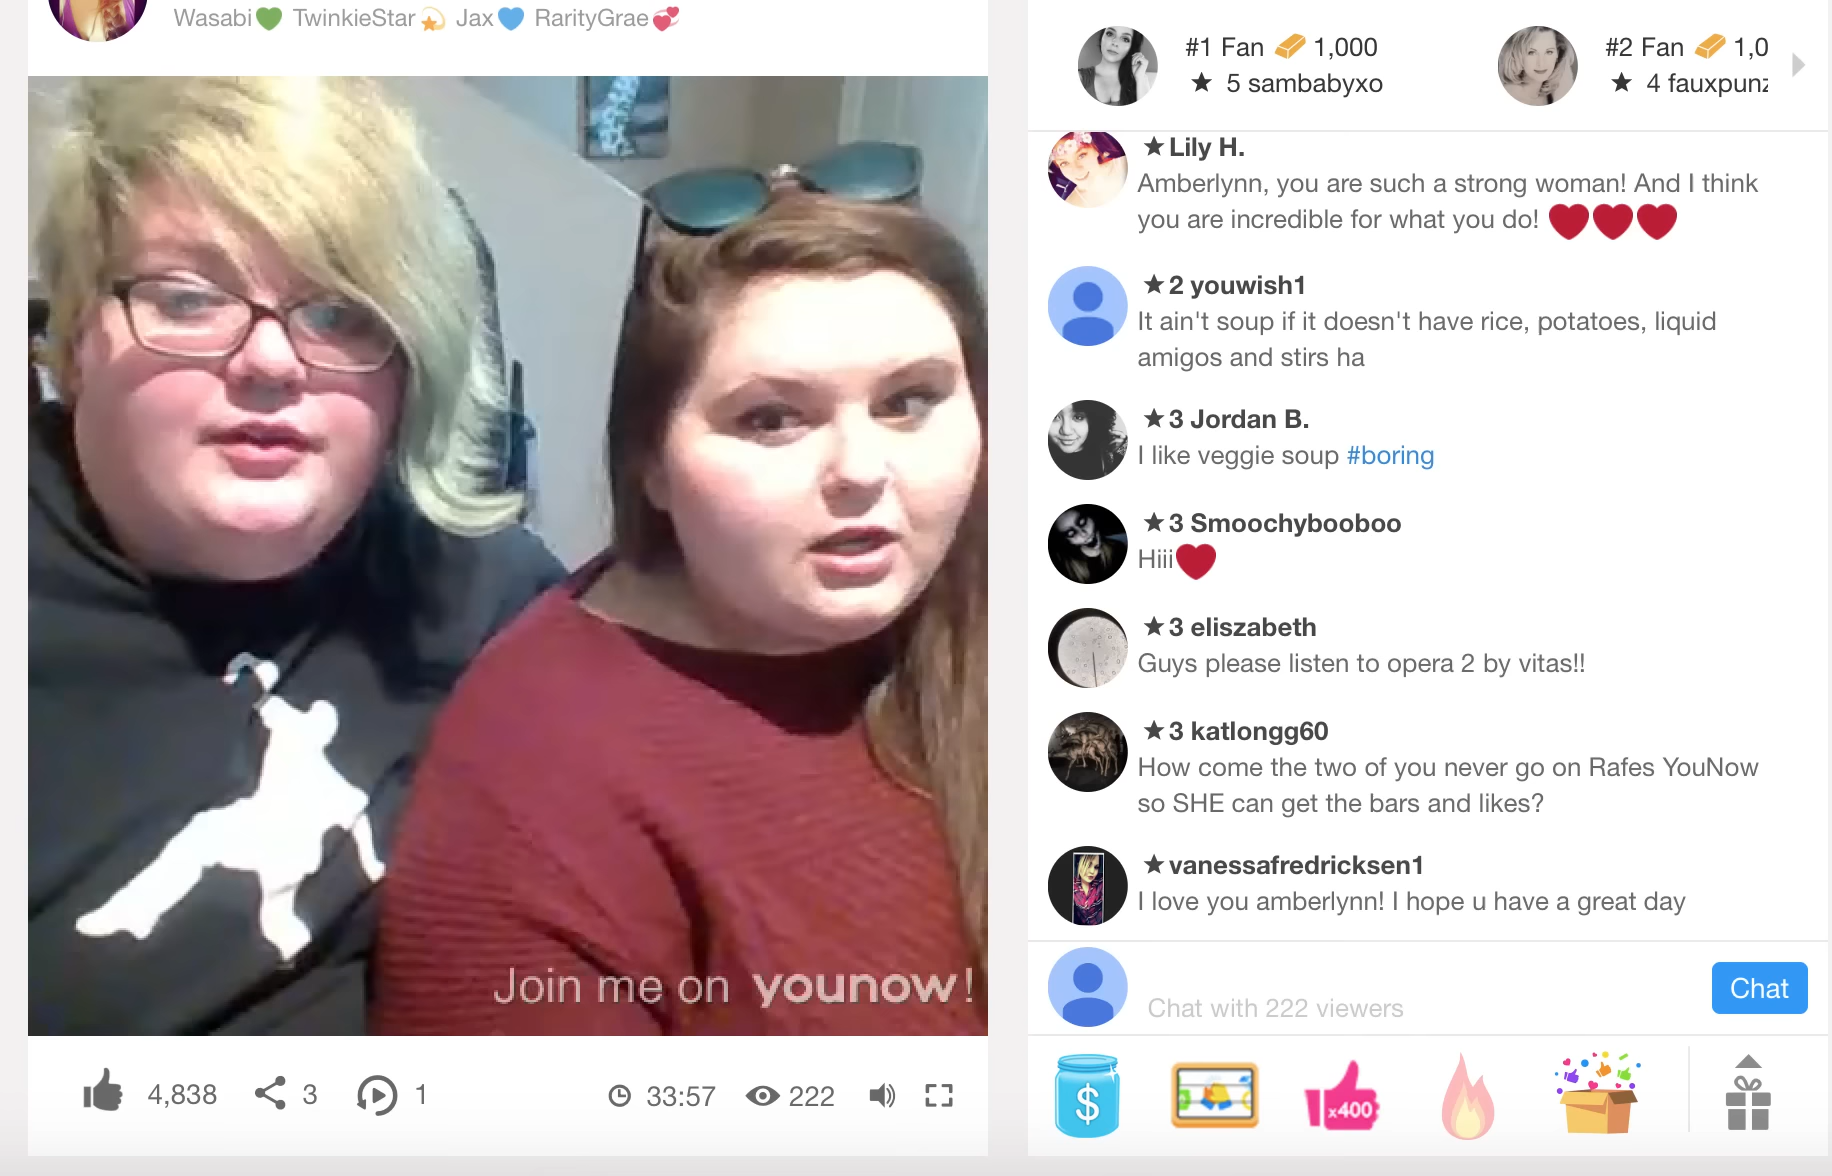 Wasabi💚 TwinkieStar💫 Jax💙 RarityGrae💞
#1 Fan 1,000
★ 5 sambabyxo
#2 Fan 1,0
★ 4 fauxpunz
★ Lily H.
Amberlynn, you are such a strong woman! And I think
you are incredible for what you do! ❤❤❤
★ 2 youwish1
It ain't soup if it doesn't have rice, potatoes, liquid
amigos and stirs ha
★ 3 Jordan B.
I like veggie soup #boring
★ 3 Smoochybooboo
Hiii❤
★ 3 eliszabeth
Guys please listen to opera 2 by vitas!!
★ 3 katlongg60
How come the two of you never go on Rafes YouNow
so SHE can get the bars and likes?
★ vanessafredricksen1
I love you amberlynn! I hope u have a great day
Join me on younow!
Chat with 222 viewers
Chat
4,838 3 1 33:57 222
$ x400